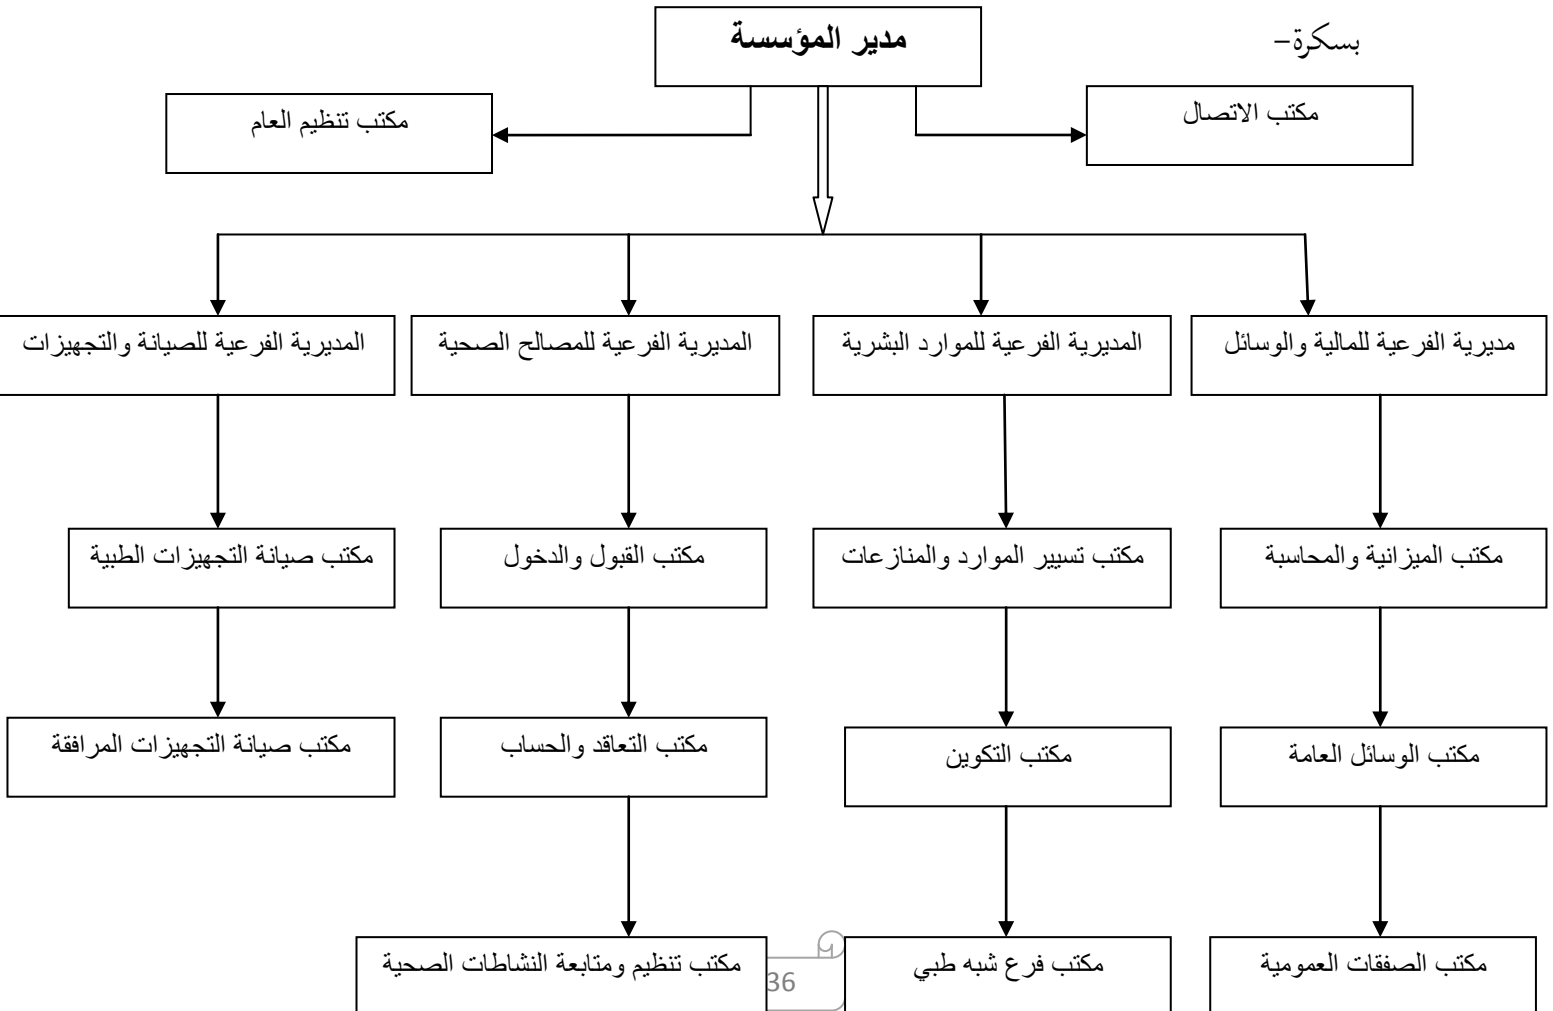 بسكرة-
مدير المؤسسة
مكتب الاتصال
مكتب تنظيم العام
مديرية الفرعية للمالية والوسائل
المديرية الفرعية للموارد البشرية
المديرية الفرعية للمصالح الصحية
المديرية الفرعية للصيانة والتجهيزات
مكتب الميزانية والمحاسبة
مكتب تسيير الموارد والمنازعات
مكتب القبول والدخول
مكتب صيانة التجهيزات الطبية
مكتب الوسائل العامة
مكتب التكوين
مكتب التعاقد والحساب
مكتب صيانة التجهيزات المرافقة
مكتب الصفقات العمومية
مكتب فرع شبه طبي
مكتب تنظيم ومتابعة النشاطات الصحية
36